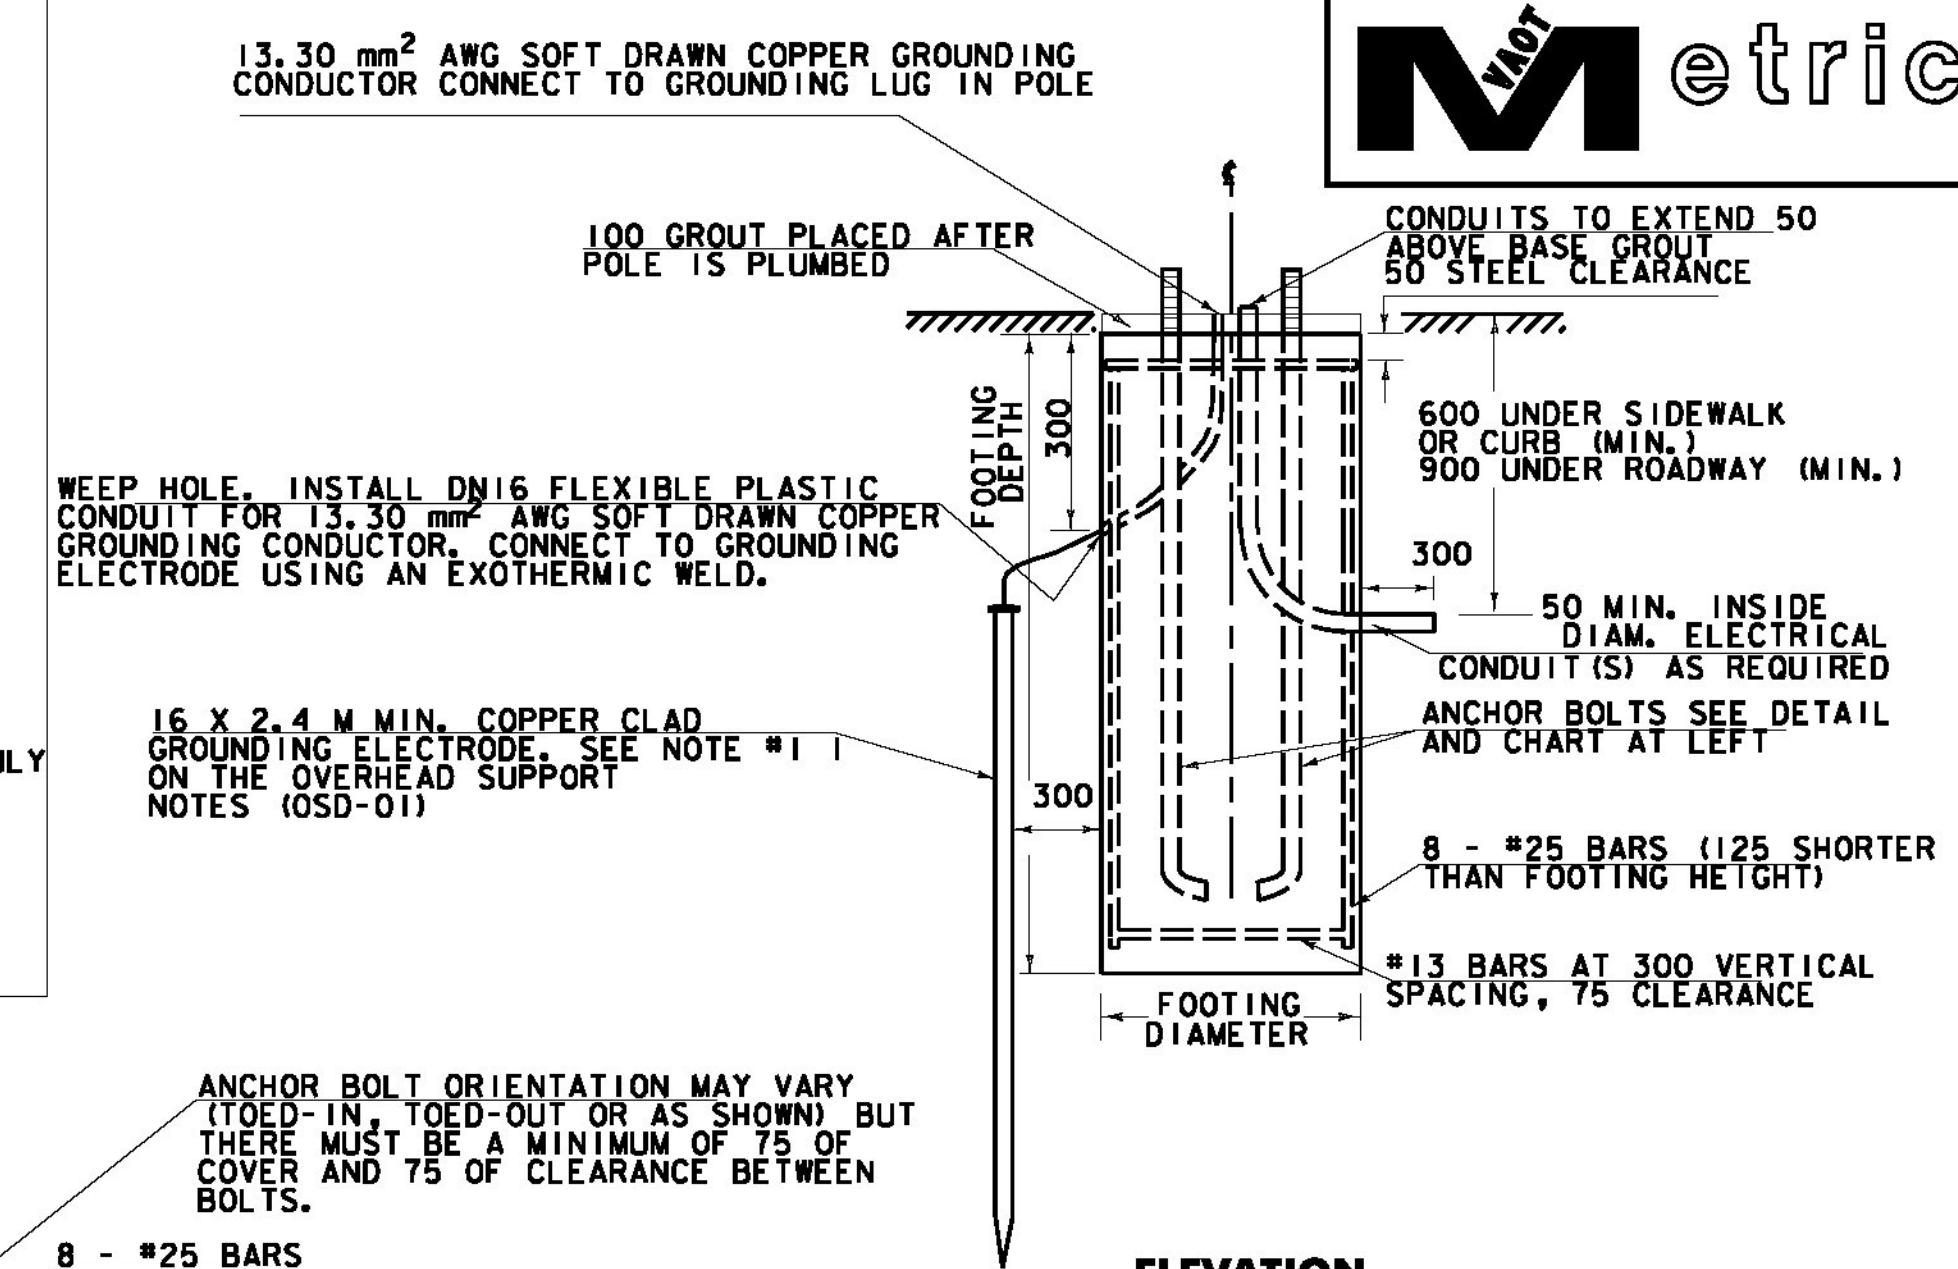 13.30 mm² AWG SOFT DRAWN COPPER GROUNDING
CONDUCTOR CONNECT TO GROUNDING LUG IN POLE
VAOT
Metric
100 GROUT PLACED AFTER
POLE IS PLUMBED
CONDUITS TO EXTEND 50
ABOVE BASE GROUT
50 STEEL CLEARANCE
FOOTING
DEPTH
300
600 UNDER SIDEWALK
OR CURB (MIN.)
900 UNDER ROADWAY (MIN.)
WEEP HOLE. INSTALL DN16 FLEXIBLE PLASTIC
CONDUIT FOR 13.30 mm² AWG SOFT DRAWN COPPER
GROUNDING CONDUCTOR. CONNECT TO GROUNDING
ELECTRODE USING AN EXOTHERMIC WELD.
300
50 MIN. INSIDE
DIAM. ELECTRICAL
CONDUIT(S) AS REQUIRED
16 X 2.4 M MIN. COPPER CLAD
GROUNDING ELECTRODE. SEE NOTE #11
ON THE OVERHEAD SUPPORT
NOTES (OSD-01)
ANCHOR BOLTS SEE DETAIL
AND CHART AT LEFT
300
8 - #25 BARS (125 SHORTER
THAN FOOTING HEIGHT)
#13 BARS AT 300 VERTICAL
SPACING, 75 CLEARANCE
FOOTING
DIAMETER
ANCHOR BOLT ORIENTATION MAY VARY
(TOED-IN, TOED-OUT OR AS SHOWN) BUT
THERE MUST BE A MINIMUM OF 75 OF
COVER AND 75 OF CLEARANCE BETWEEN
BOLTS.
8 - #25 BARS
ELEVATION